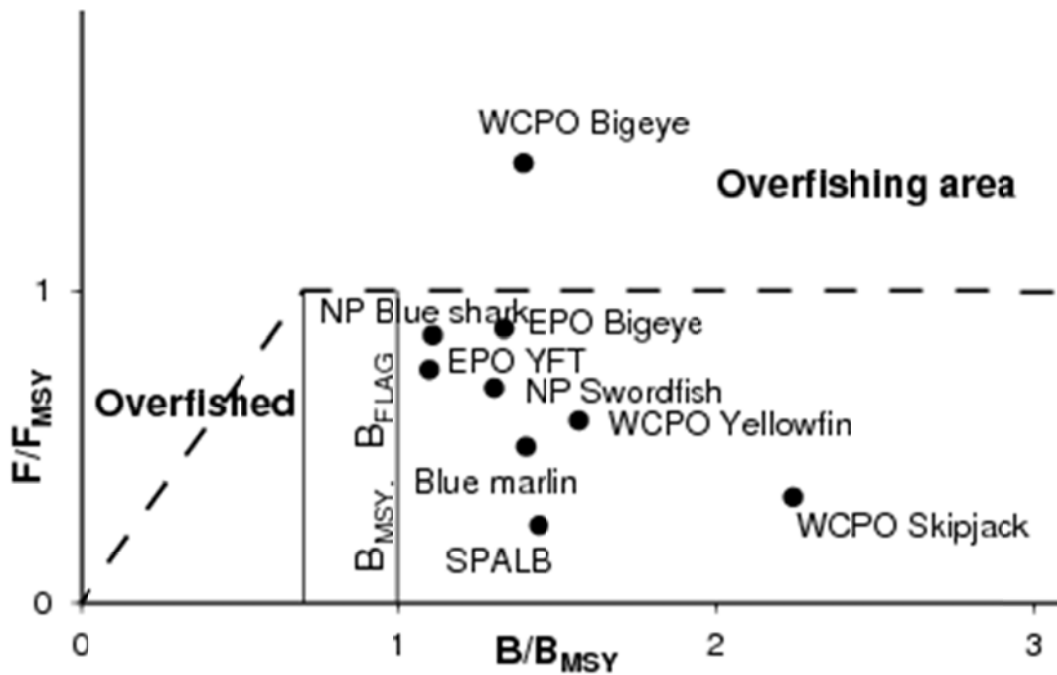 WCPO Bigeye
Overfishing area
1
NP Blue shark
EPO Bigeye
EPO YFT
Overfished
NP Swordfish
WCPO Yellowfin
F/FMSY
BMSY. BFLAG
Blue marlin
WCPO Skipjack
SPALB
0
0 1 2 3
B/BMSY